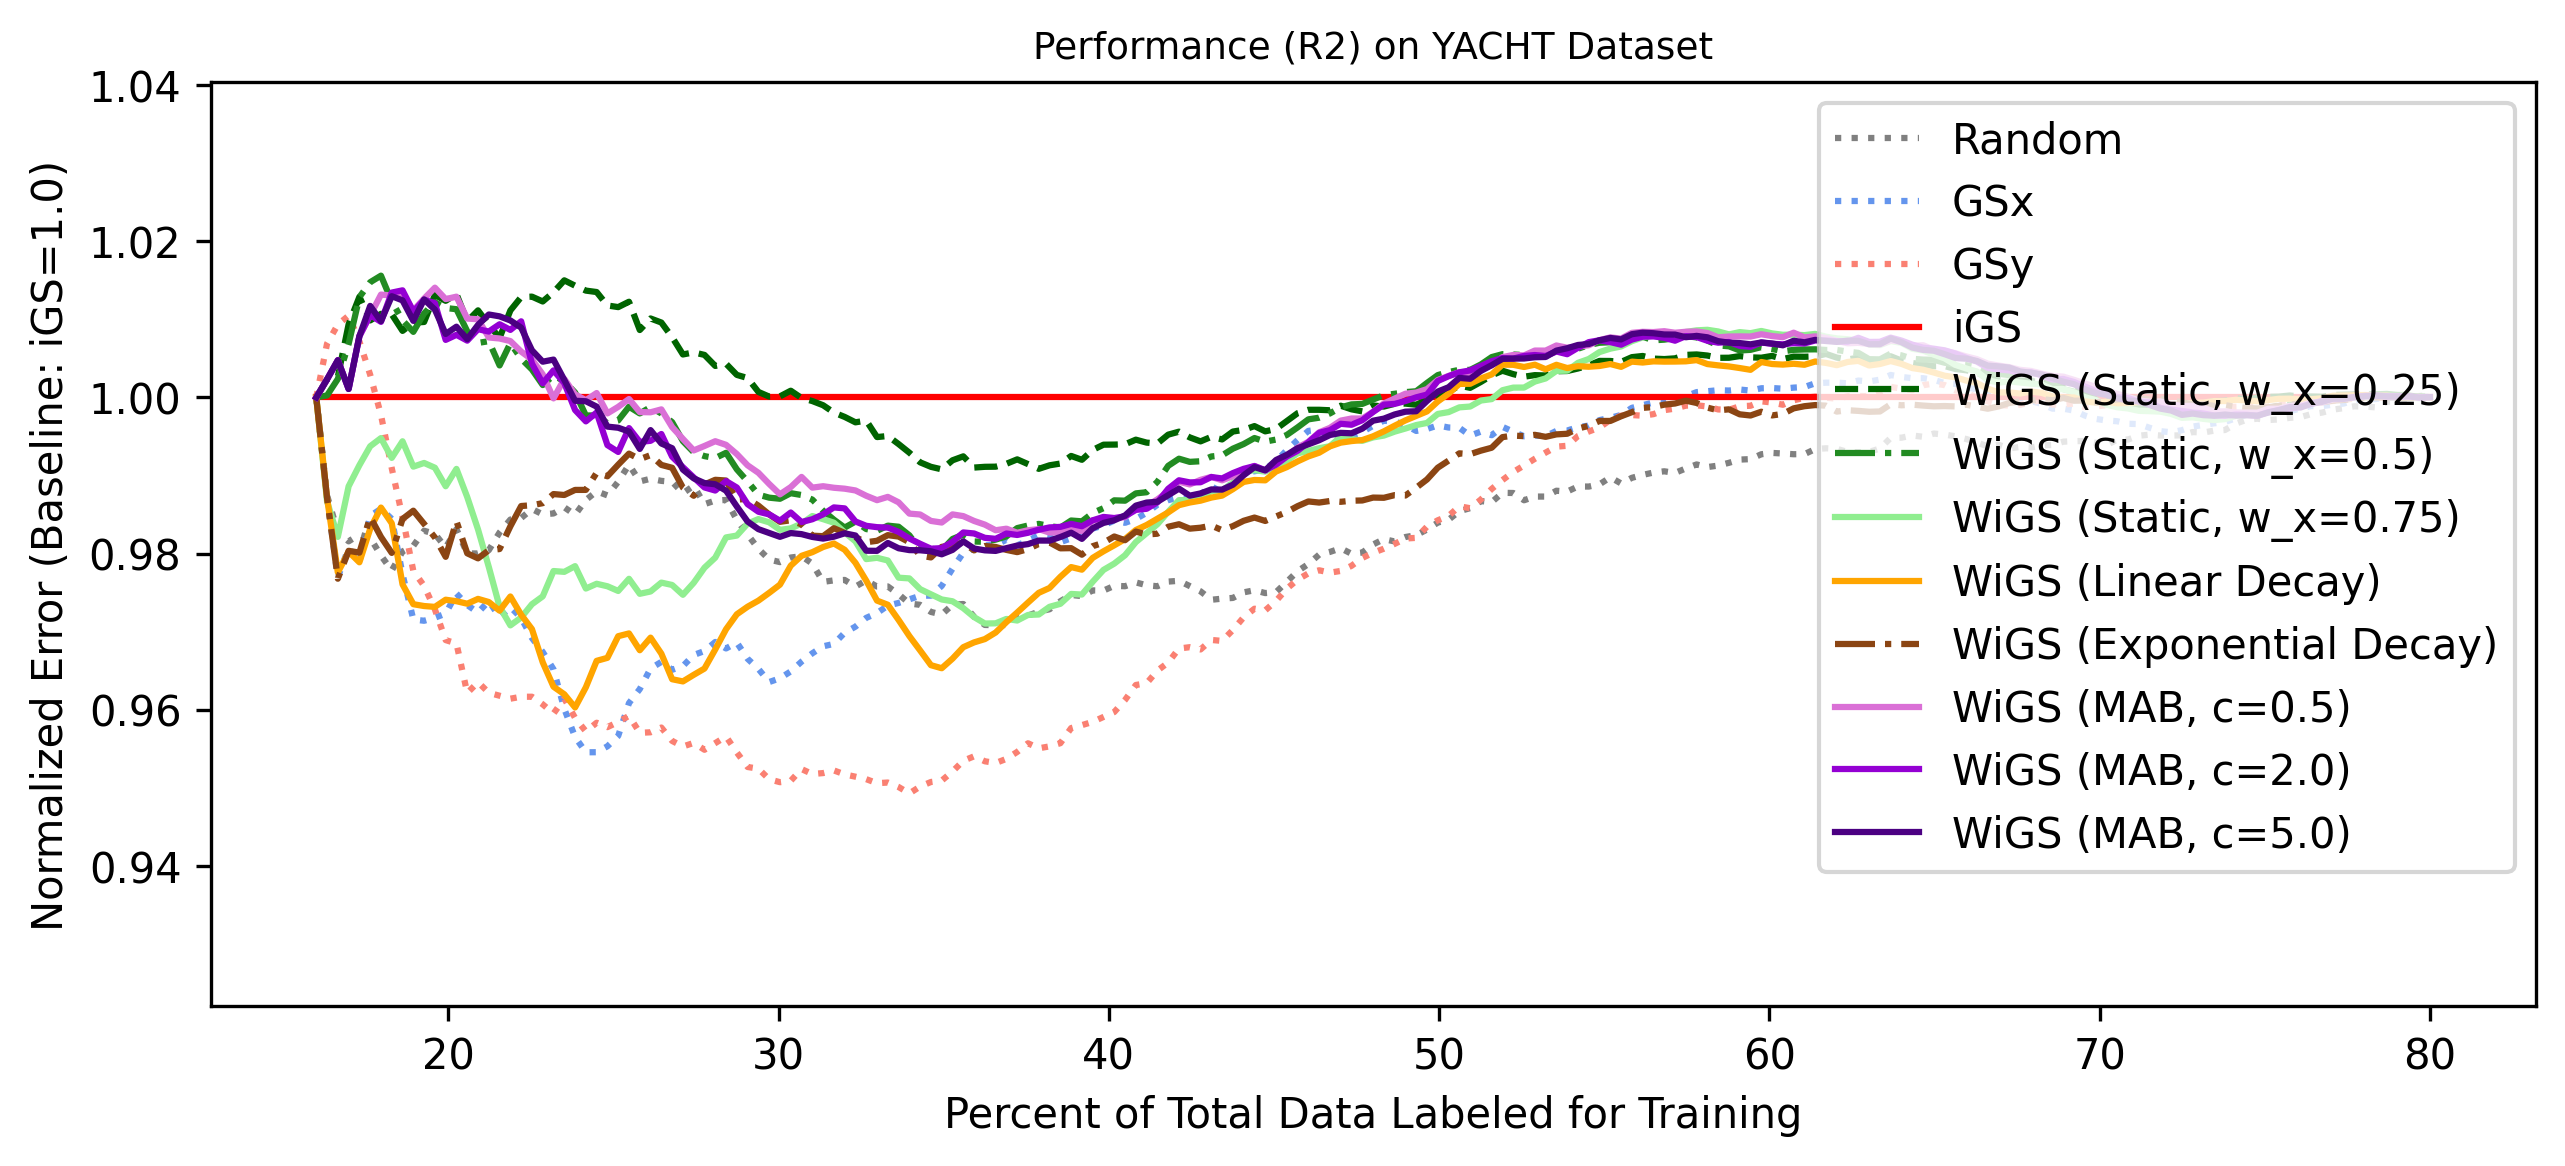 Performance (R2) on YACHT Dataset
Normalized Error (Baseline: iGS=1.0)
1.04
1.02
1.00
0.98
0.96
0.94
20
30
40
50
60
70
80
Percent of Total Data Labeled for Training
Random
GSx
GSy
iGS
WiGS (Static, w_x=0.25)
WiGS (Static, w_x=0.5)
WiGS (Static, w_x=0.75)
WiGS (Linear Decay)
WiGS (Exponential Decay)
WiGS (MAB, c=0.5)
WiGS (MAB, c=2.0)
WiGS (MAB, c=5.0)